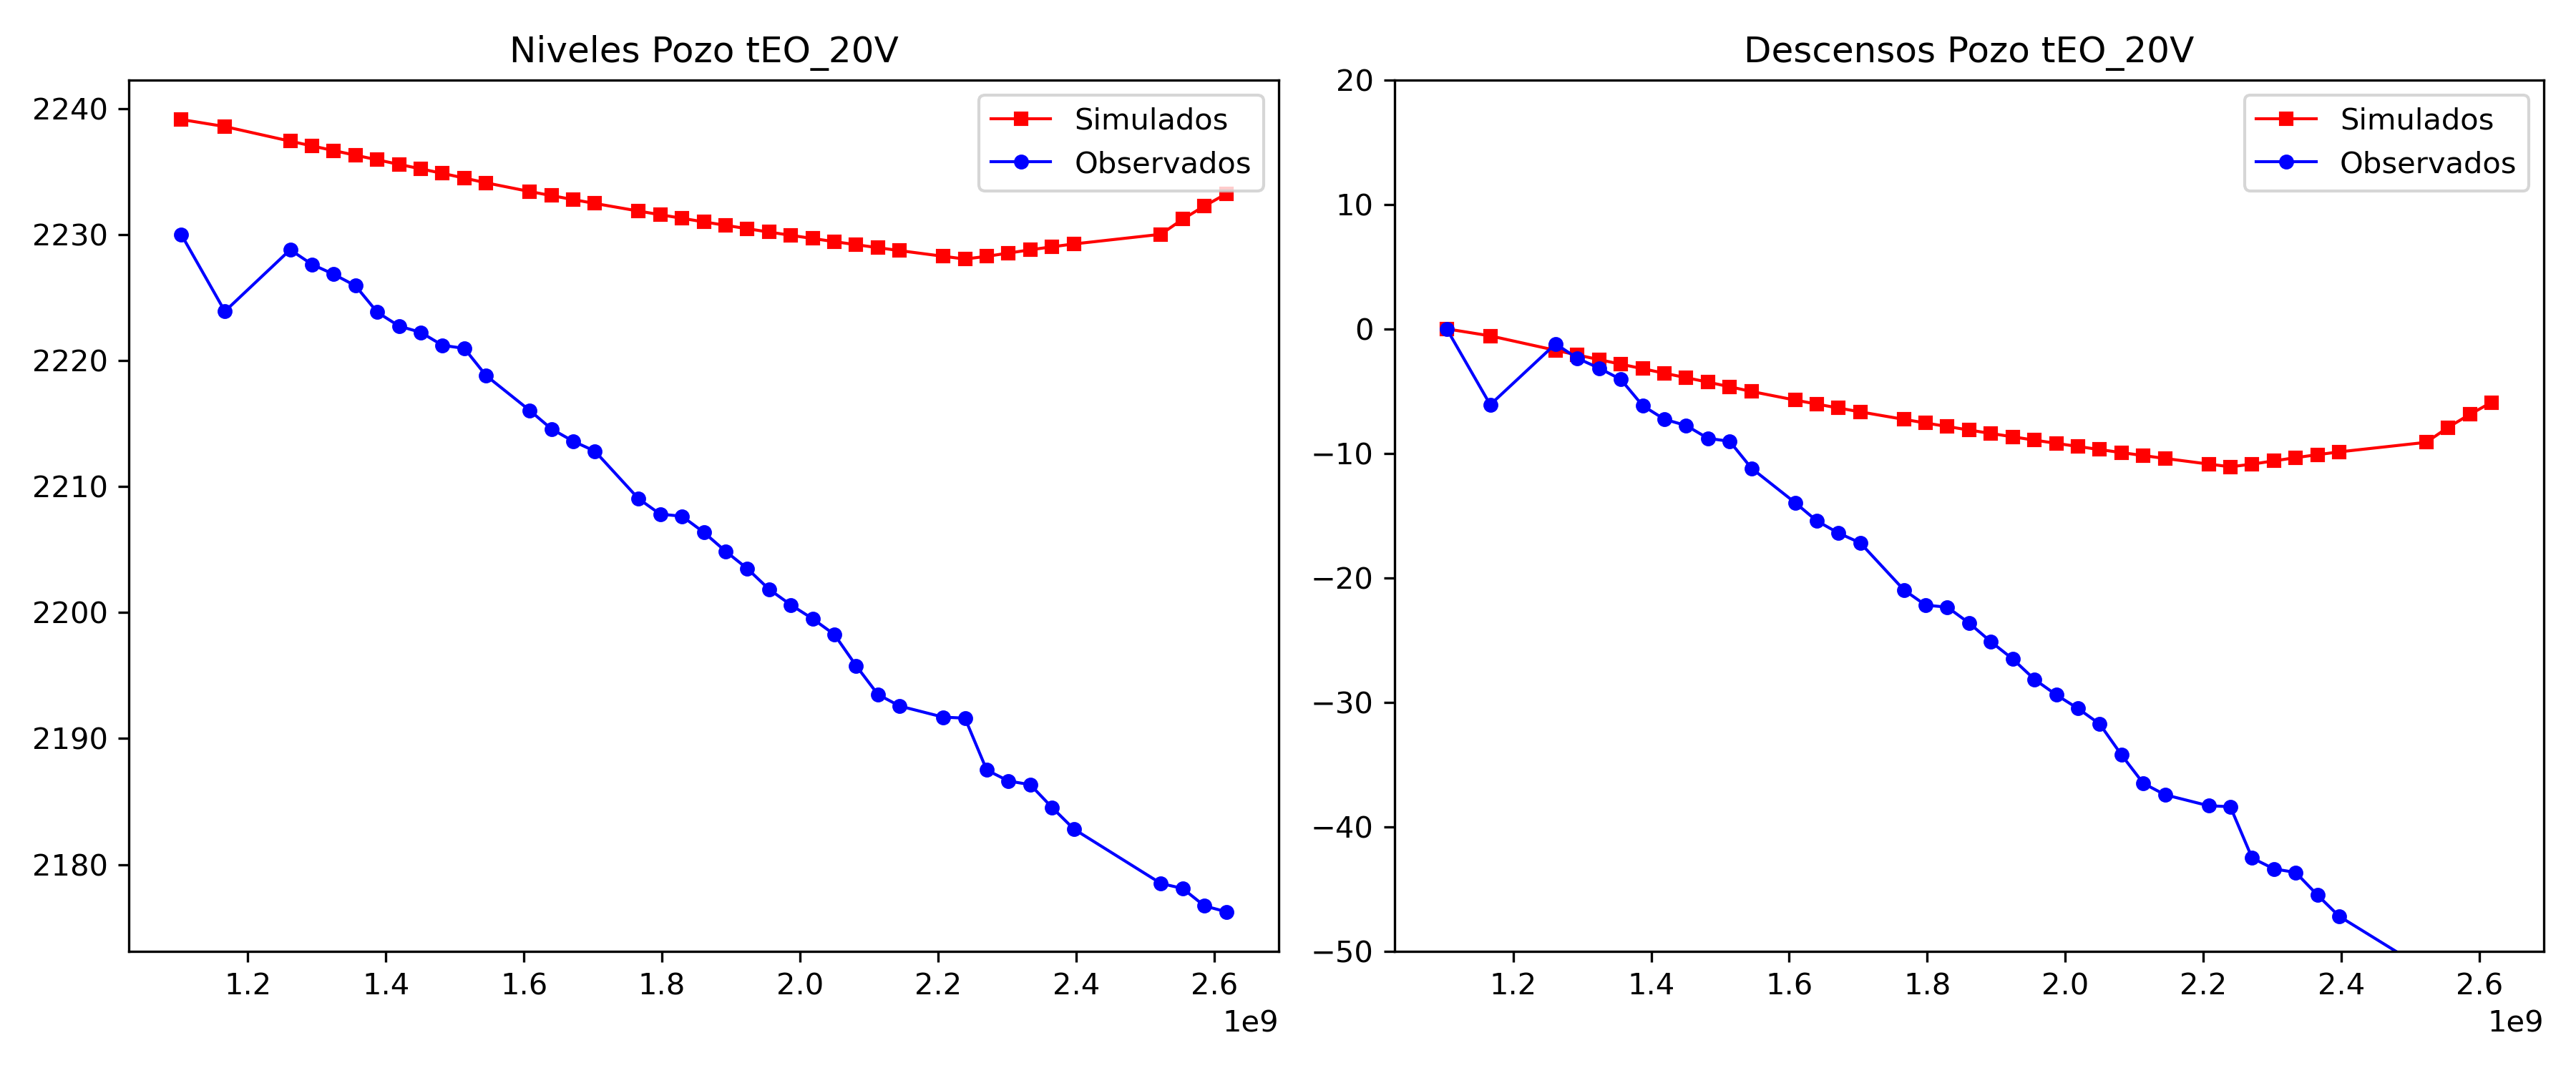 Niveles Pozo tEO_20V
2240
2230
2220
2210
2200
2190
2180
1.2 1.4 1.6 1.8 2.0 2.2 2.4 2.6
1e9
Simulados
Observados
Descensos Pozo tEO_20V
20
10
0
−10
−20
−30
−40
−50
1.2 1.4 1.6 1.8 2.0 2.2 2.4 2.6
1e9
Simulados
Observados